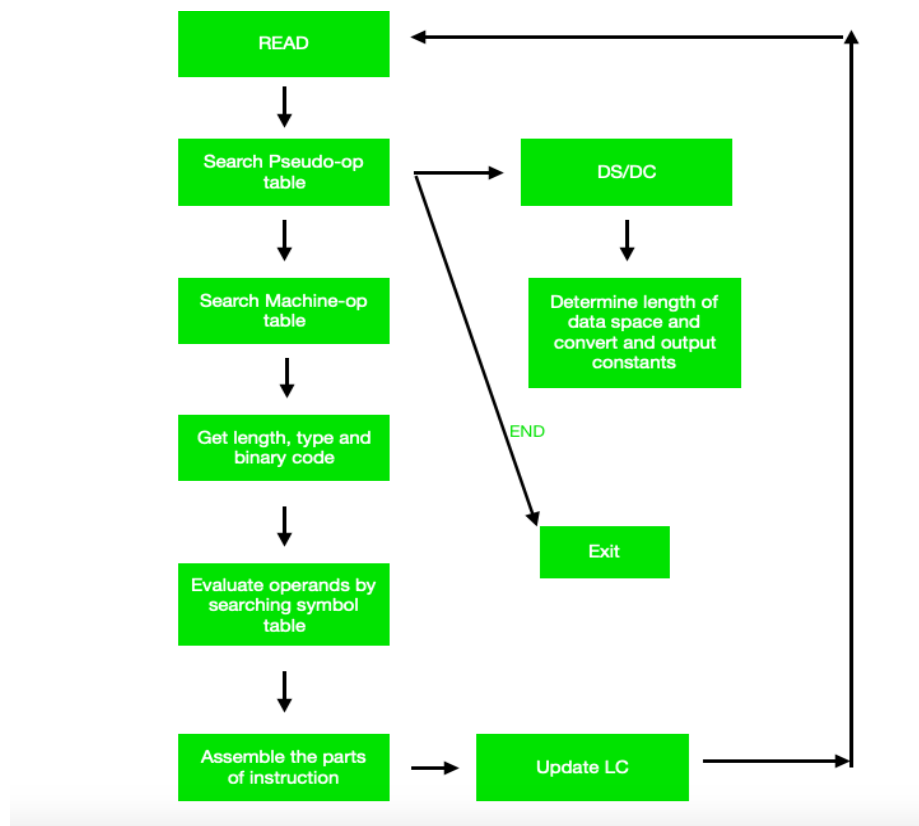 READ
Search Pseudo-op
table
DS/DC
Search Machine-op
table
Determine length of
data space and
convert and output
constants
Get length, type and
binary code
END
Exit
Evaluate operands by
searching symbol
table
Assemble the parts
of instruction
Update LC